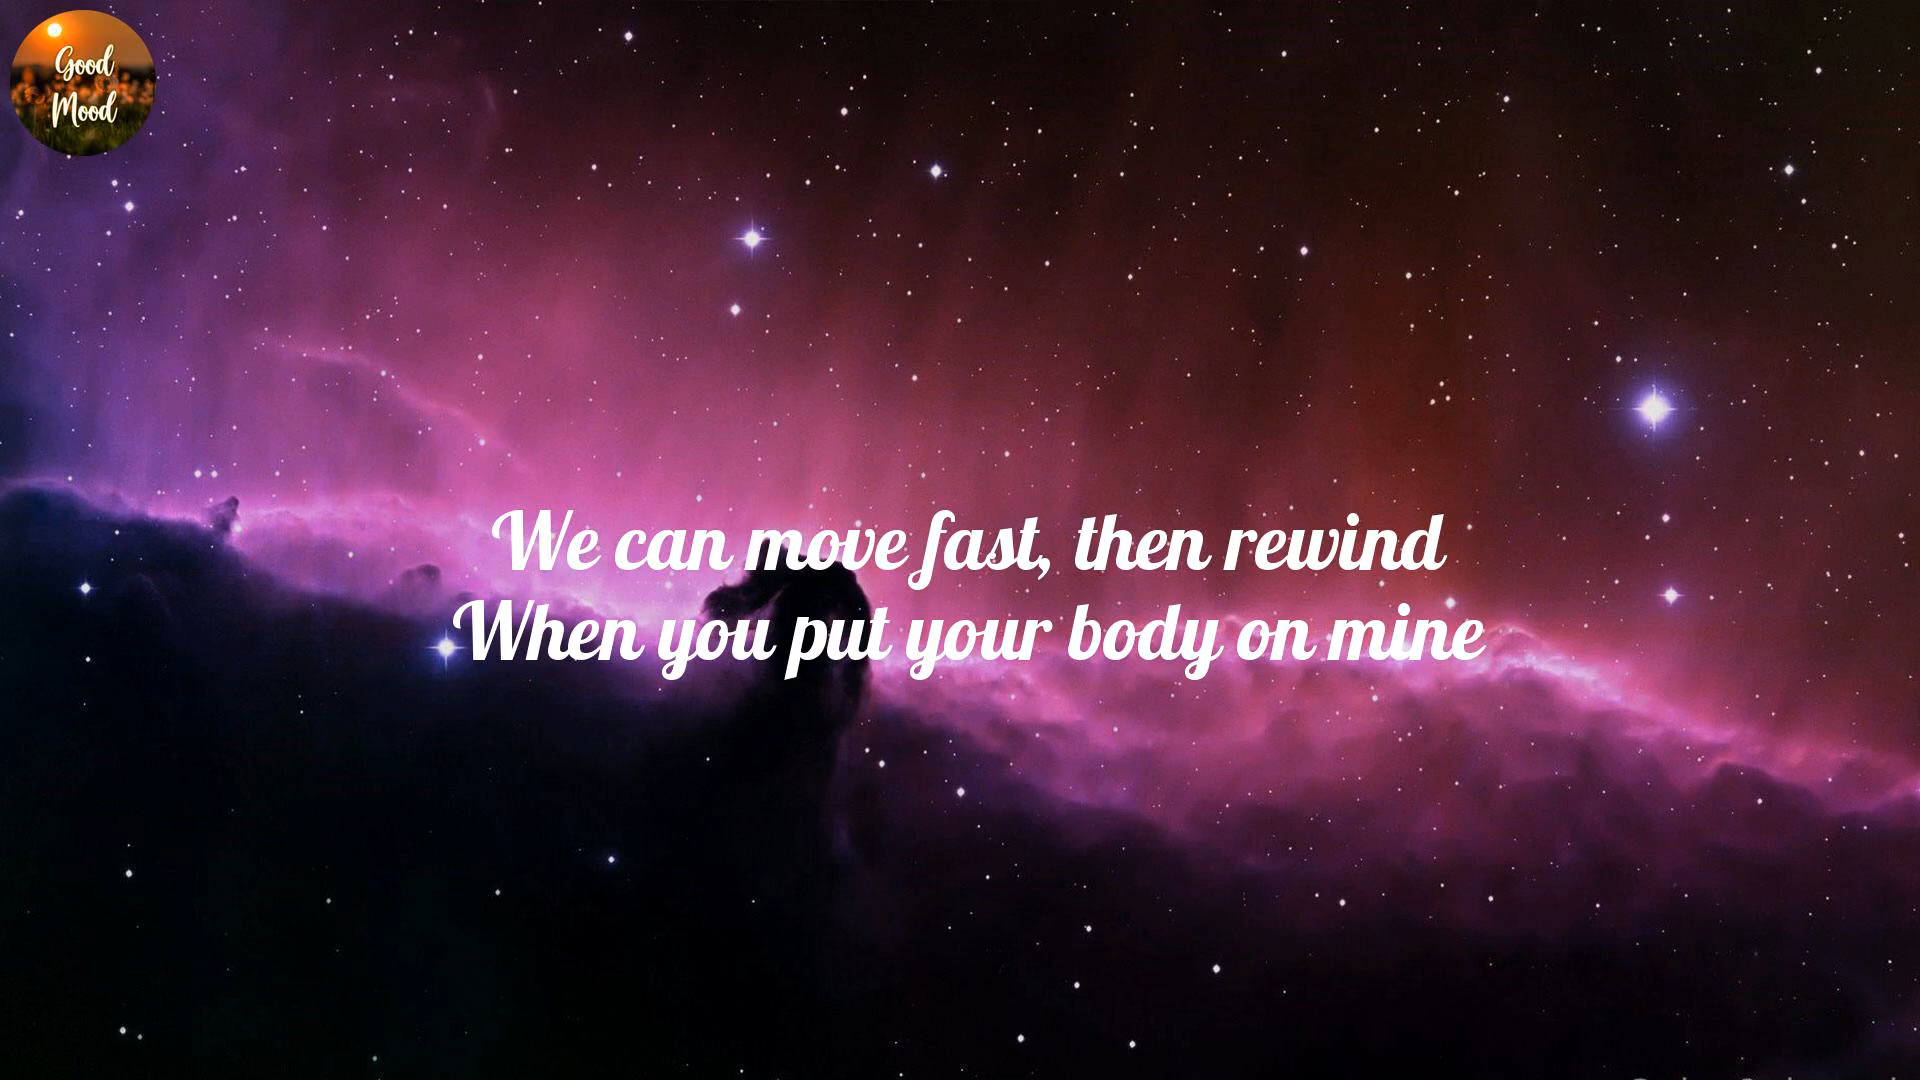 Good
Mood
We can move fast, then rewind
When you put your body on mine